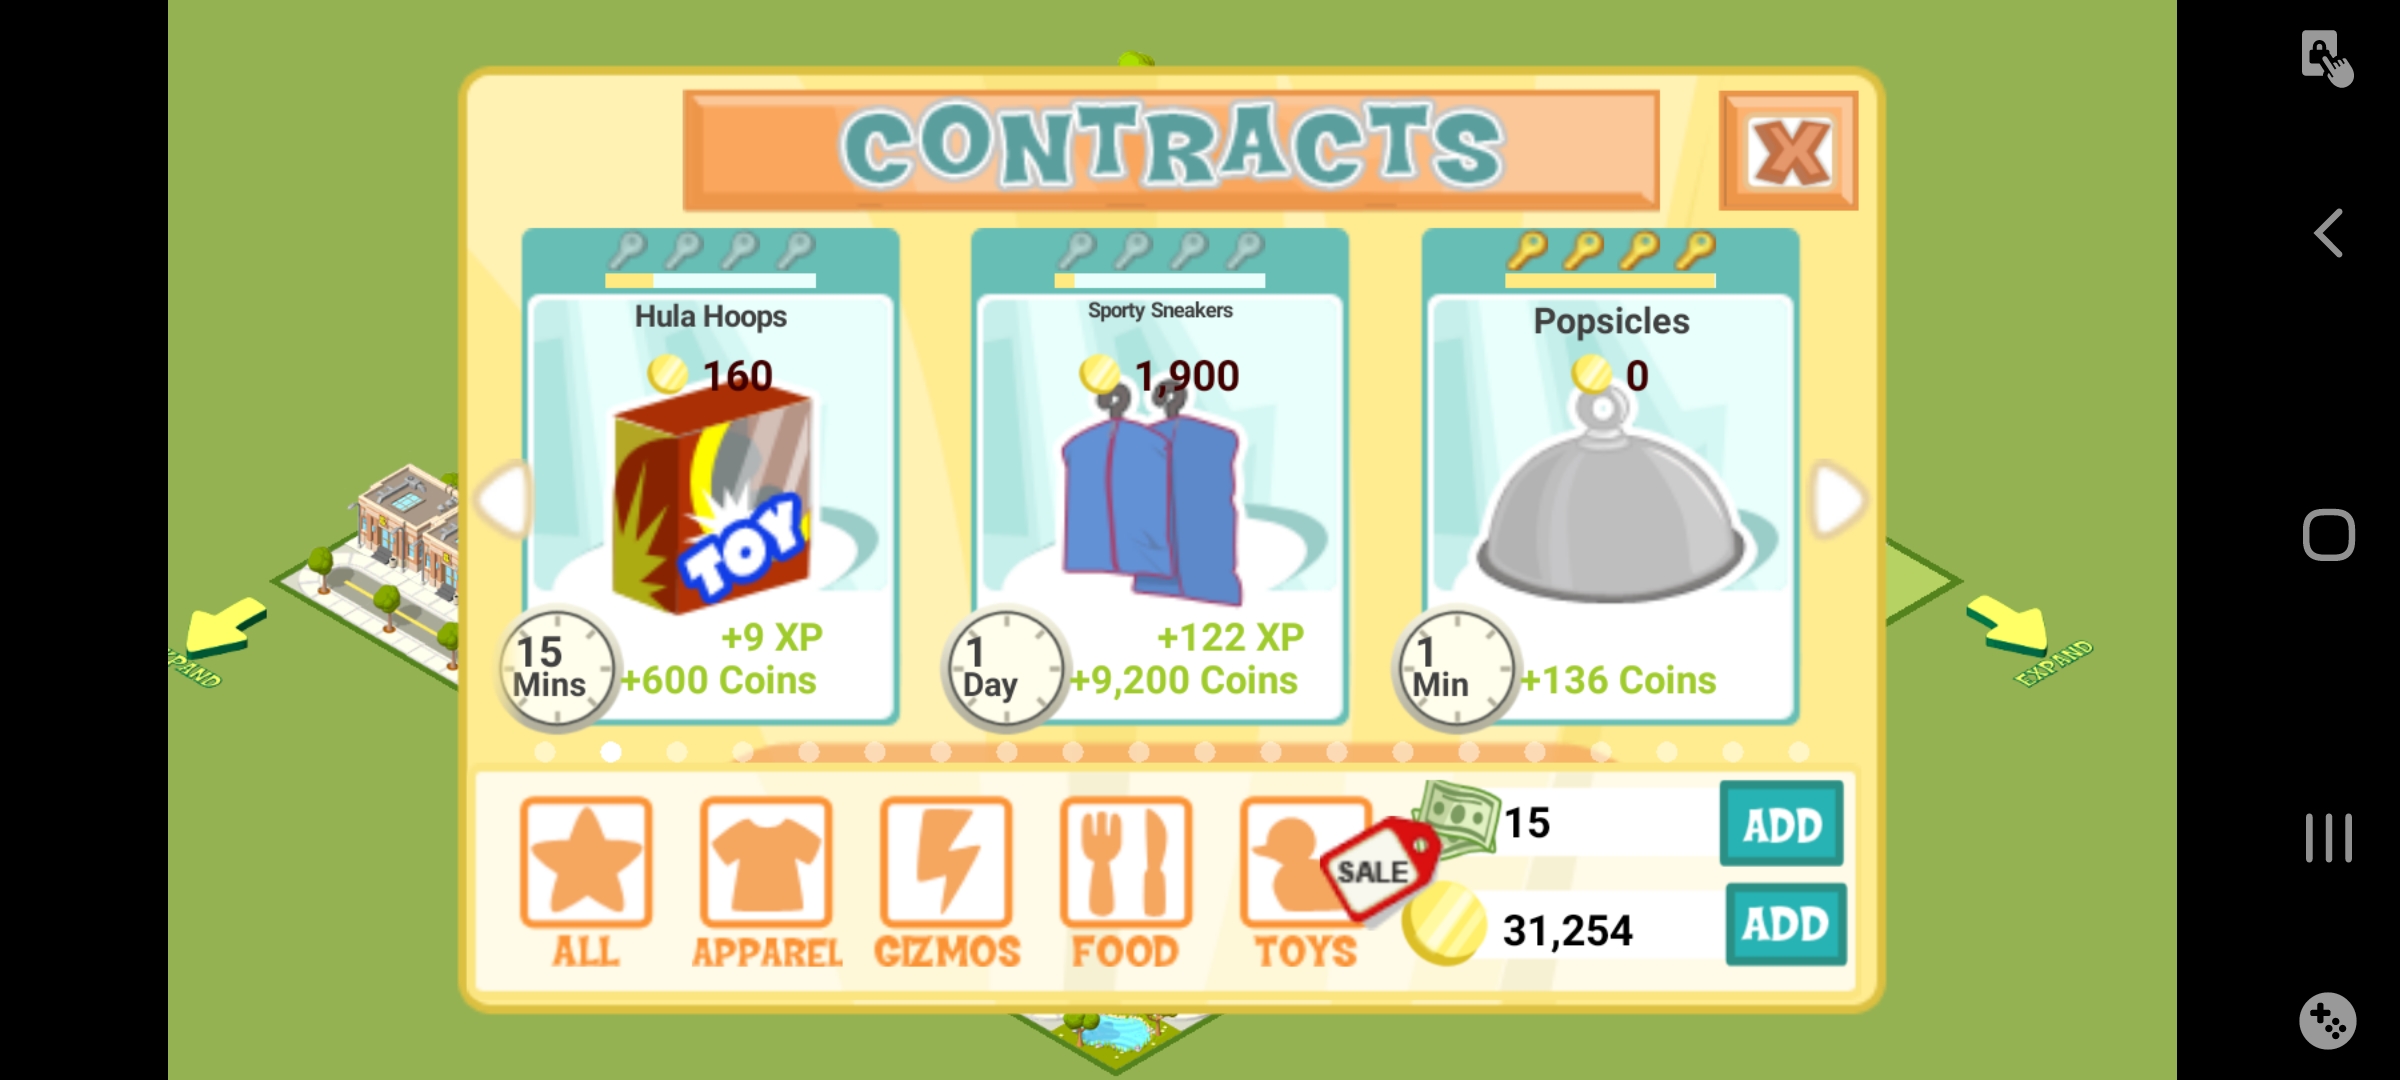 CONTRACTS
X
Hula Hoops
160
TOY
15
Mins
+9 XP
+600 Coins
Sporty Sneakers
1,900
1
Day
+122 XP
+9,200 Coins
Popsicles
0
1
Min
+136 Coins
EXPAND
ALL
APPAREL
GIZMOS
FOOD
TOYS
SALE
15
ADD
31,254
ADD